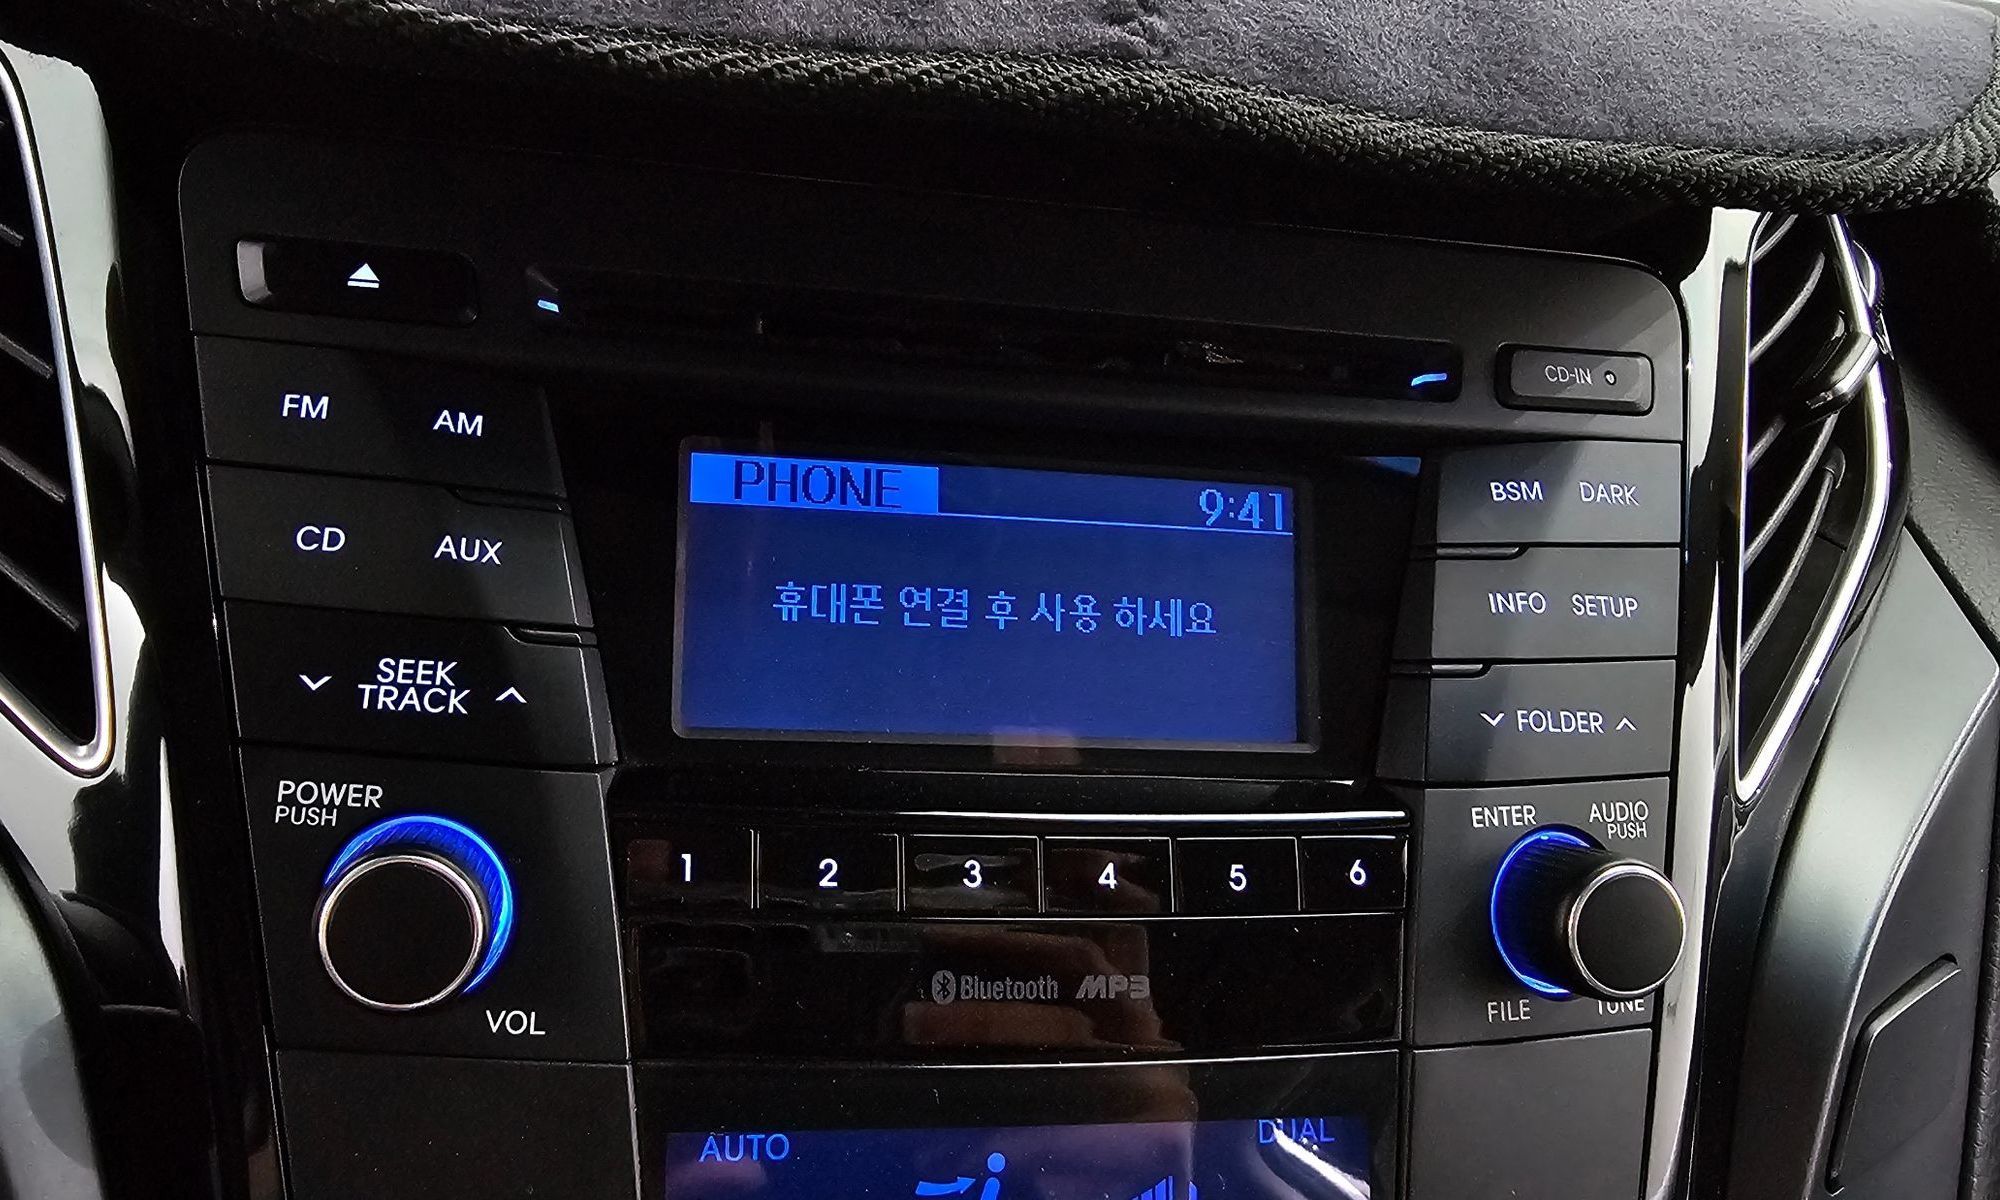 CD-IN
FM AM
PHONE 9:41
BSM DARK
CD AUX
휴대폰 연결 후 사용 하세요
INFO SETUP
SEEK
TRACK
FOLDER
POWER
PUSH
ENTER AUDIO
PUSH
1 2 3 4 5 6
Bluetooth MP3
VOL
FILE TUNE
AUTO DUAL